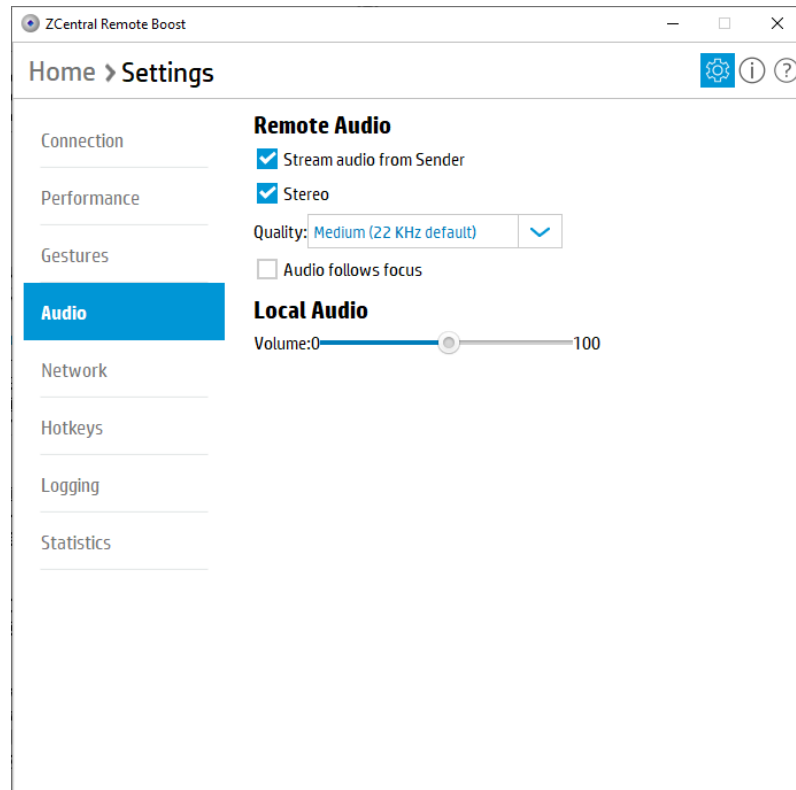 ZCentral Remote Boost
Home > Settings
Connection
Performance
Gestures
Audio
Network
Hotkeys
Logging
Statistics
Remote Audio
Stream audio from Sender
Stereo
Quality: Medium (22 KHz default)
Audio follows focus
Local Audio
Volume:0 100